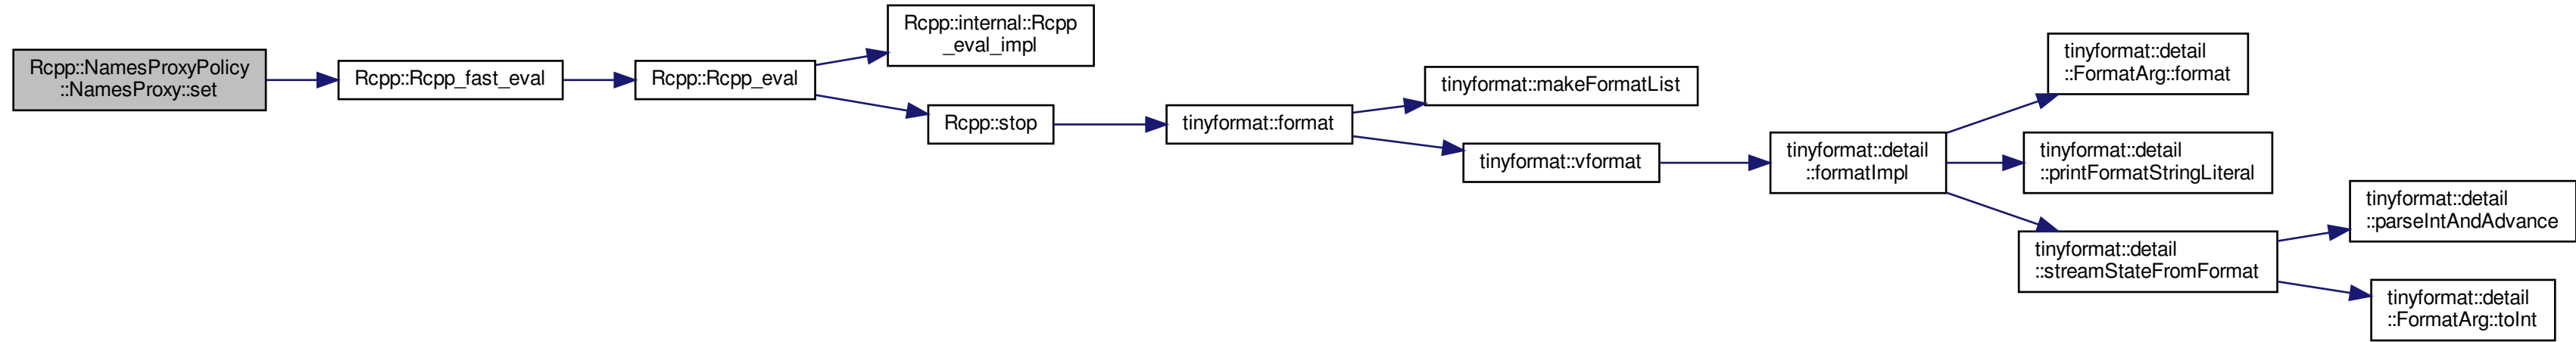 Rcpp::NamesProxyPolicy
::NamesProxy::set
Rcpp::Rcpp_fast_eval
Rcpp::Rcpp_eval
Rcpp::internal::Rcpp
_eval_impl
Rcpp::stop
tinyformat::format
tinyformat::makeFormatList
tinyformat::vformat
tinyformat::detail
::formatImpl
tinyformat::detail
::FormatArg::format
tinyformat::detail
::printFormatStringLiteral
tinyformat::detail
::streamStateFromFormat
tinyformat::detail
::parseIntAndAdvance
tinyformat::detail
::FormatArg::toInt